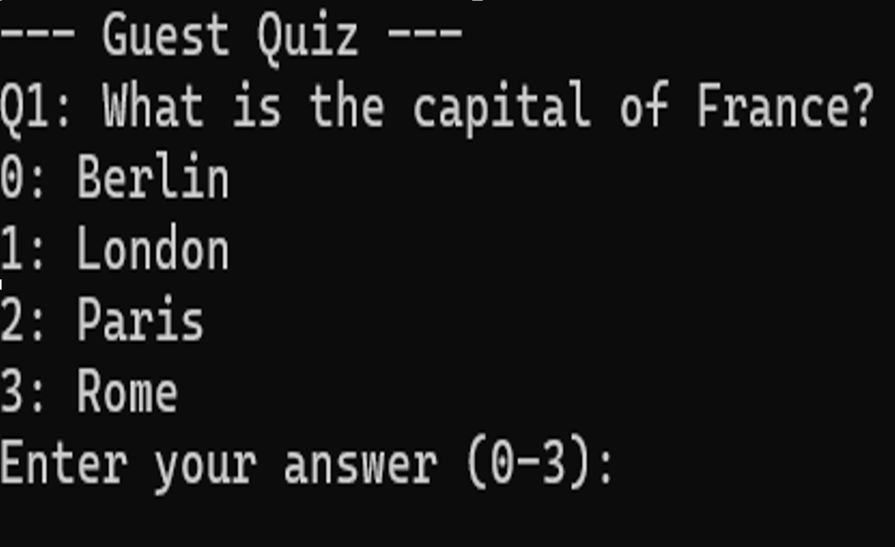 --- Guest Quiz ---
Q1: What is the capital of France?
0: Berlin
1: London
2: Paris
3: Rome
Enter your answer (0-3):